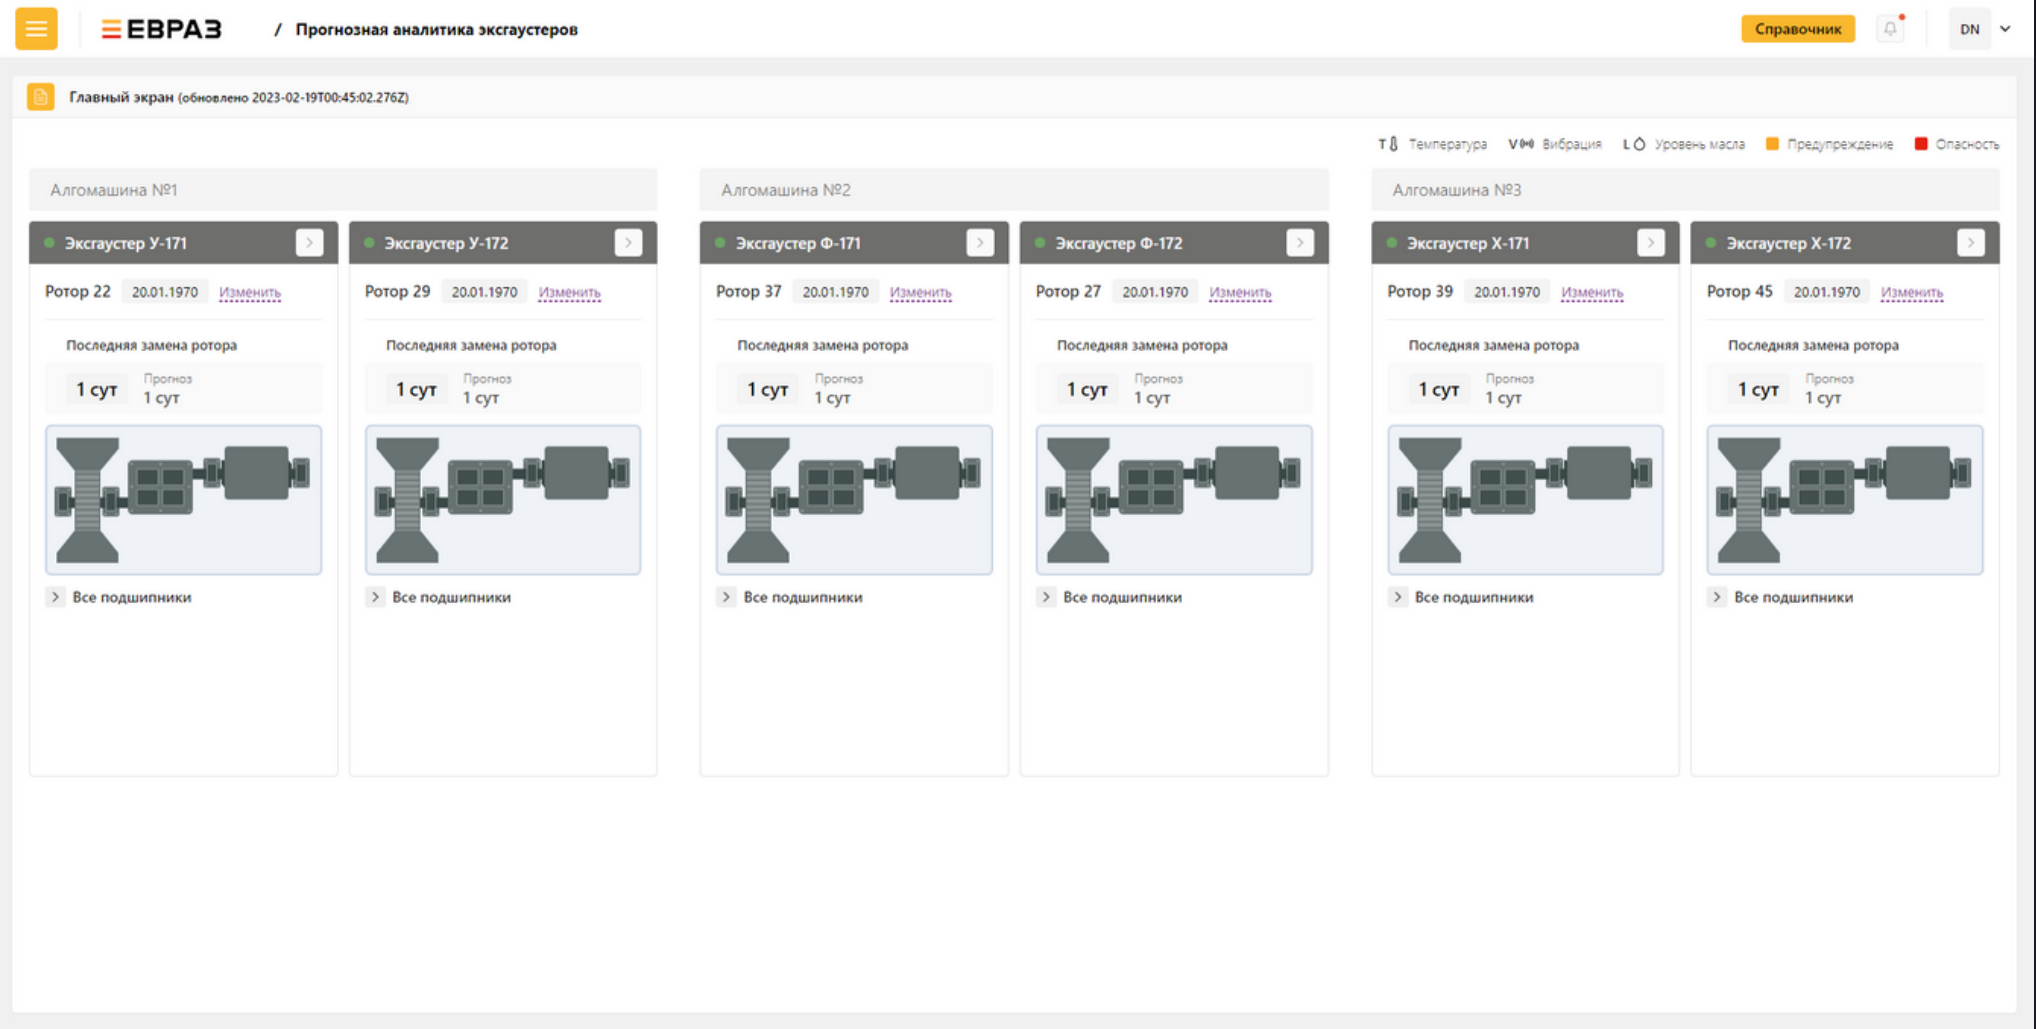 ЕВРАЗ / Прогнозная аналитика эксгаустеров Справочник DN
Главный экран (обновлено 2023-02-19T00:45:02.276Z)
T Температура V Вибрация L Уровень масла Предупреждение Опасность
Алгомашина №1
Эксгаустер У-171
Ротор 22 20.01.1970 Изменить
Последняя замена ротора
1 сут Прогноз
1 сут
Все подшипники
Эксгаустер У-172
Ротор 29 20.01.1970 Изменить
Последняя замена ротора
1 сут Прогноз
1 сут
Все подшипники
Алгомашина №2
Эксгаустер Ф-171
Ротор 37 20.01.1970 Изменить
Последняя замена ротора
1 сут Прогноз
1 сут
Все подшипники
Эксгаустер Ф-172
Ротор 27 20.01.1970 Изменить
Последняя замена ротора
1 сут Прогноз
1 сут
Все подшипники
Алгомашина №3
Эксгаустер Х-171
Ротор 39 20.01.1970 Изменить
Последняя замена ротора
1 сут Прогноз
1 сут
Все подшипники
Эксгаустер Х-172
Ротор 45 20.01.1970 Изменить
Последняя замена ротора
1 сут Прогноз
1 сут
Все подшипники